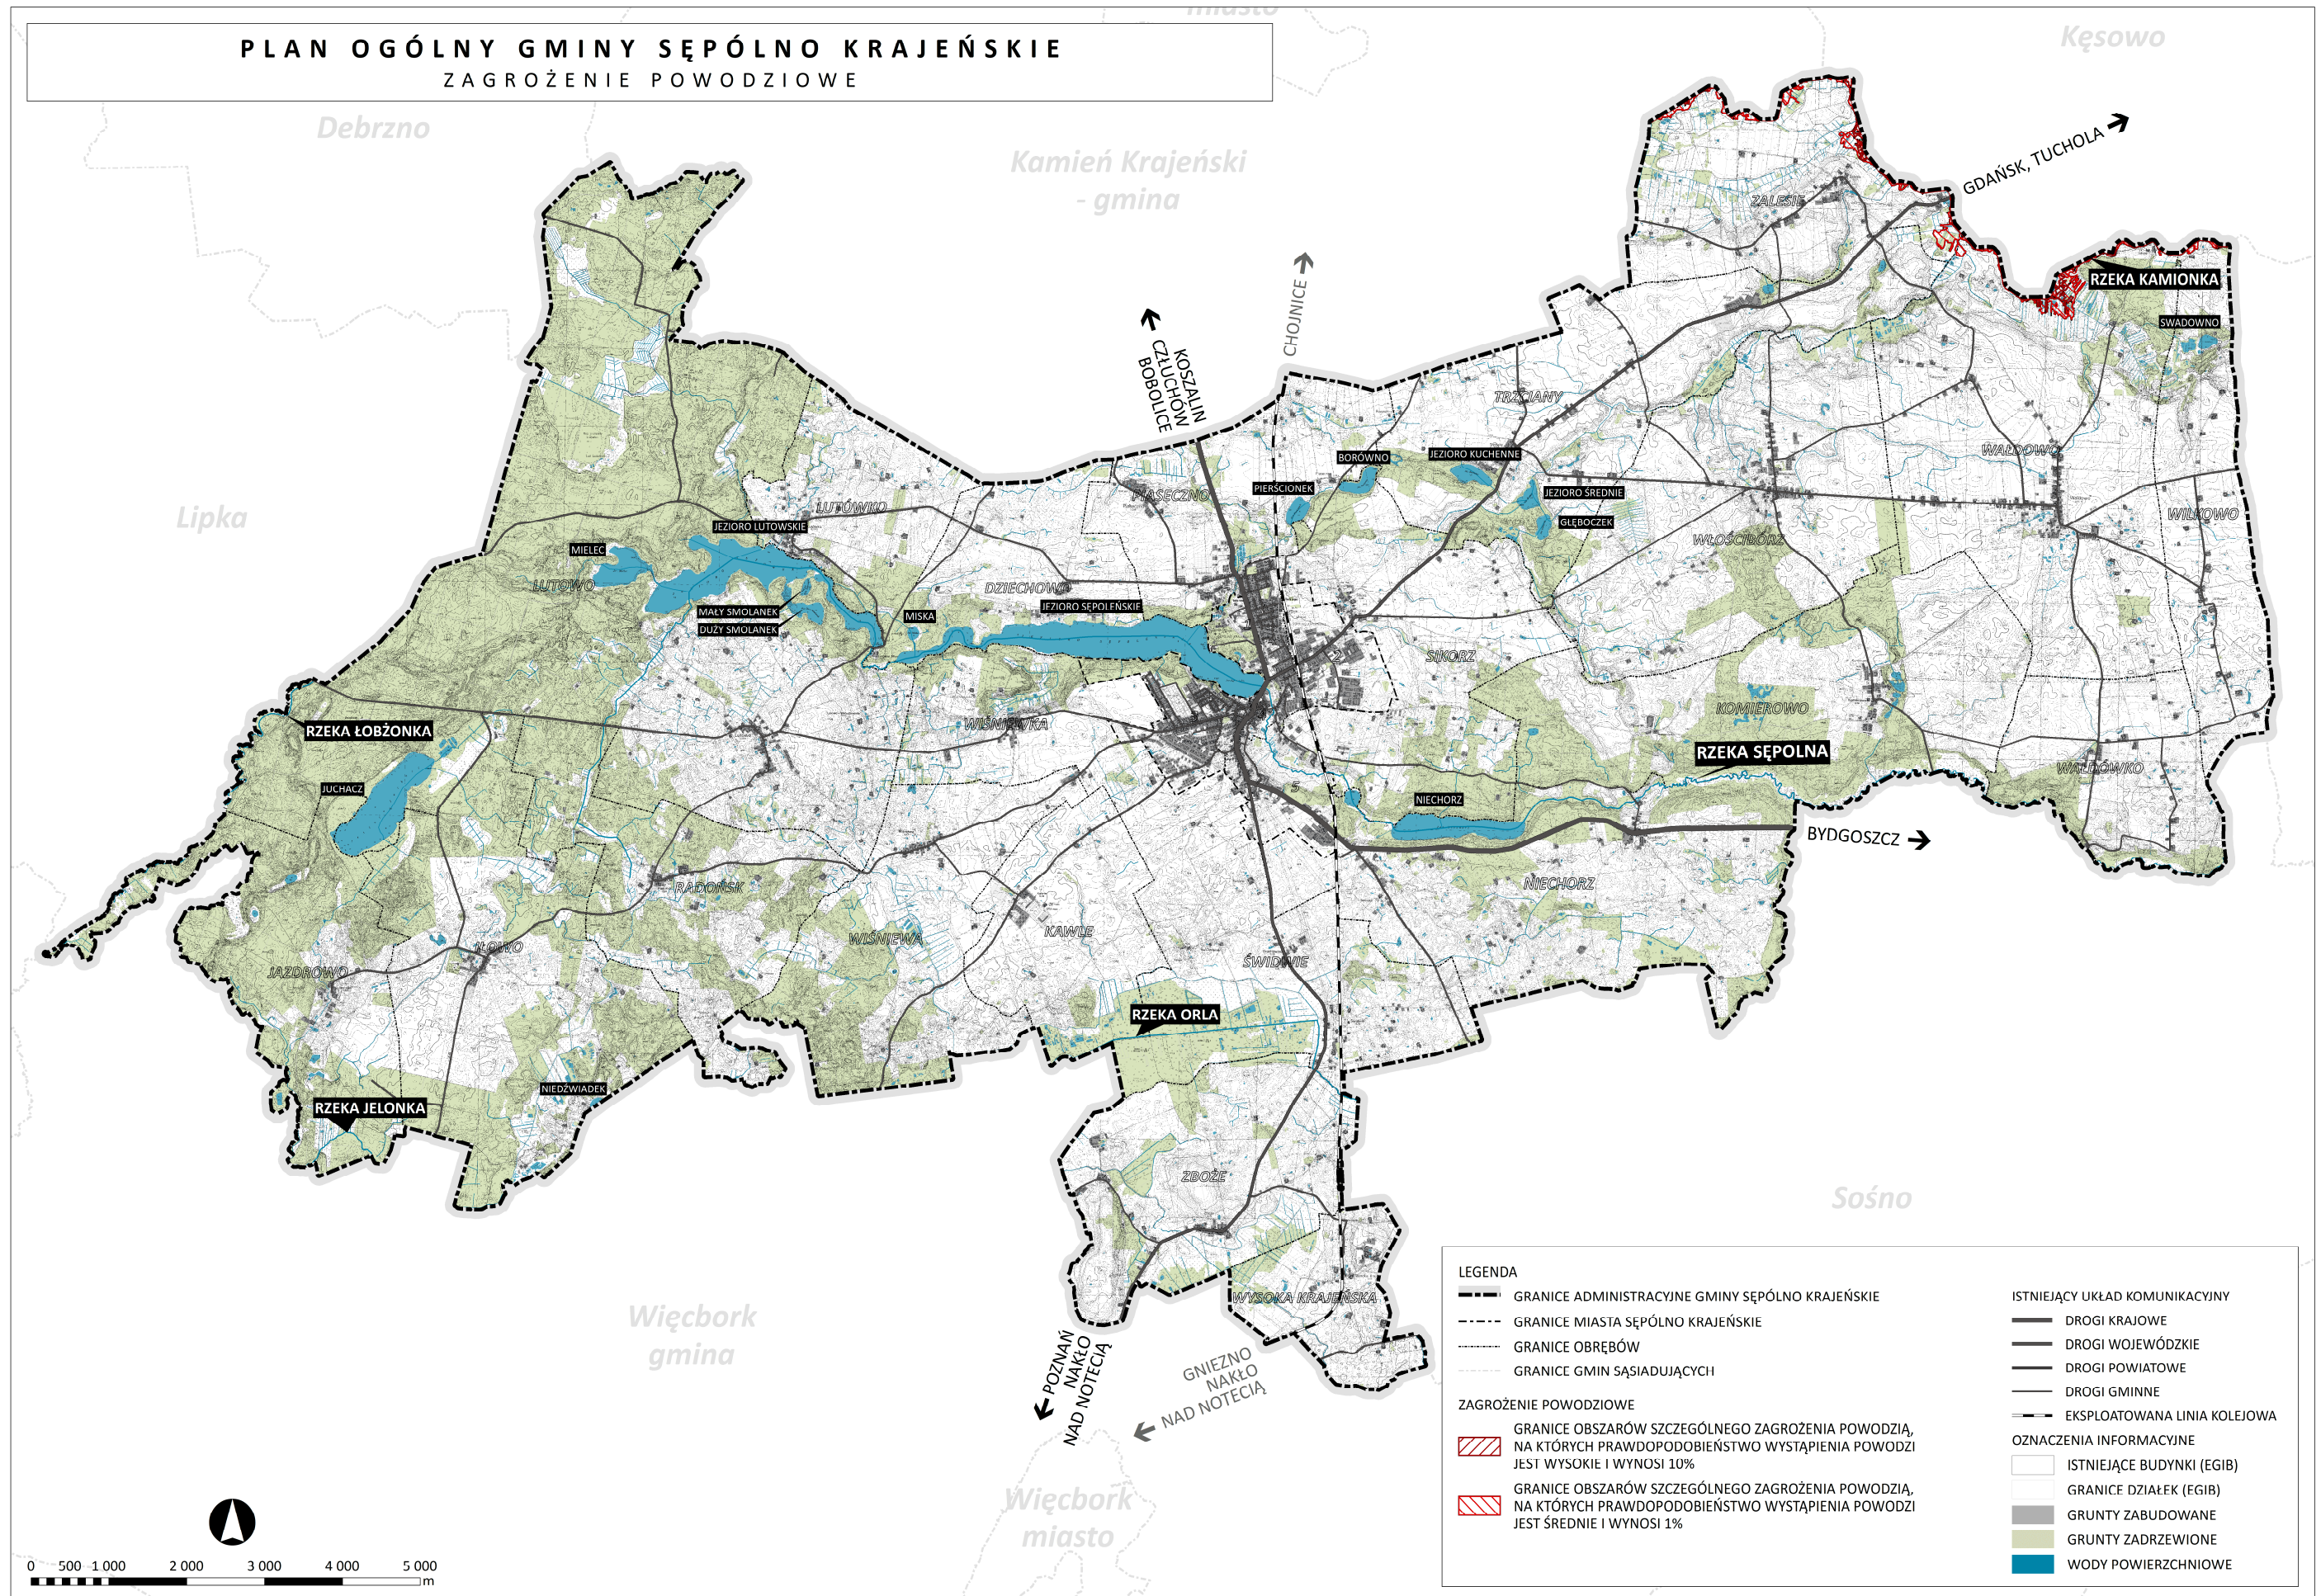 PLAN OGÓLNY GMINY SĘPÓLNO KRAJEŃSKIE
ZAGROŻENIE POWODZIOWE
miasto
Kęsowo
Debrzno
Kamień Krajeński
- gmina
Lipka
Sośno
Więcbork
gmina
Więcbork
miasto
GDAŃSK, TUCHOLA
CHOJNICE
KOSZALIN
CZŁUCHÓW
BOBOLICE
BYDGOSZCZ
POZNAŃ
NAKŁO
NAD NOTECIĄ
GNIEZNO
NAKŁO
NAD NOTECIĄ
ZALESIE
RZEKA KAMIONKA
SWADOWNO
TRZCIANY
WAŁDOWO
WILKOWO
BORÓWNO
JEZIORO KUCHENNE
PIERŚCIONEK
JEZIORO ŚREDNIE
GŁĘBOCZEK
WŁOŚCIBÓRZ
PIASECZNO
LUTÓWKO
JEZIORO LUTOWSKIE
MIELEC
LUTOWO
MAŁY SMOLANEK
DUŻY SMOLANEK
MISKA
DZIECHOWO
JEZIORO SĘPOLEŃSKIE
2
SIKORZ
KOMIEROWO
RZEKA SĘPOLNA
WAŁDÓWKO
WIŚNIEWKA
RZEKA ŁOBŻONKA
JUCHACZ
5
NIECHORZ
NIECHORZ
RADOŃSK
WIŚNIEWA
KAWLE
ŚWIDWIE
IŁOWO
JAZDROWO
RZEKA ORLA
NIEDŹWIADEK
RZEKA JELONKA
ZBOŻE
WYSOKA KRAJEŃSKA
LEGENDA
GRANICE ADMINISTRACYJNE GMINY SĘPÓLNO KRAJEŃSKIE
GRANICE MIASTA SĘPÓLNO KRAJEŃSKIE
GRANICE OBRĘBÓW
GRANICE GMIN SĄSIADUJĄCYCH
ZAGROŻENIE POWODZIOWE
GRANICE OBSZARÓW SZCZEGÓLNEGO ZAGROŻENIA POWODZIĄ,
NA KTÓRYCH PRAWDOPODOBIEŃSTWO WYSTĄPIENIA POWODZI
JEST WYSOKIE I WYNOSI 10%
GRANICE OBSZARÓW SZCZEGÓLNEGO ZAGROŻENIA POWODZIĄ,
NA KTÓRYCH PRAWDOPODOBIEŃSTWO WYSTĄPIENIA POWODZI
JEST ŚREDNIE I WYNOSI 1%
ISTNIEJĄCY UKŁAD KOMUNIKACYJNY
DROGI KRAJOWE
DROGI WOJEWÓDZKIE
DROGI POWIATOWE
DROGI GMINNE
EKSPLOATOWANA LINIA KOLEJOWA
OZNACZENIA INFORMACYJNE
ISTNIEJĄCE BUDYNKI (EGIB)
GRANICE DZIAŁEK (EGIB)
GRUNTY ZABUDOWANE
GRUNTY ZADRZEWIONE
WODY POWIERZCHNIOWE
0 500 1 000 2 000 3 000 4 000 5 000
m